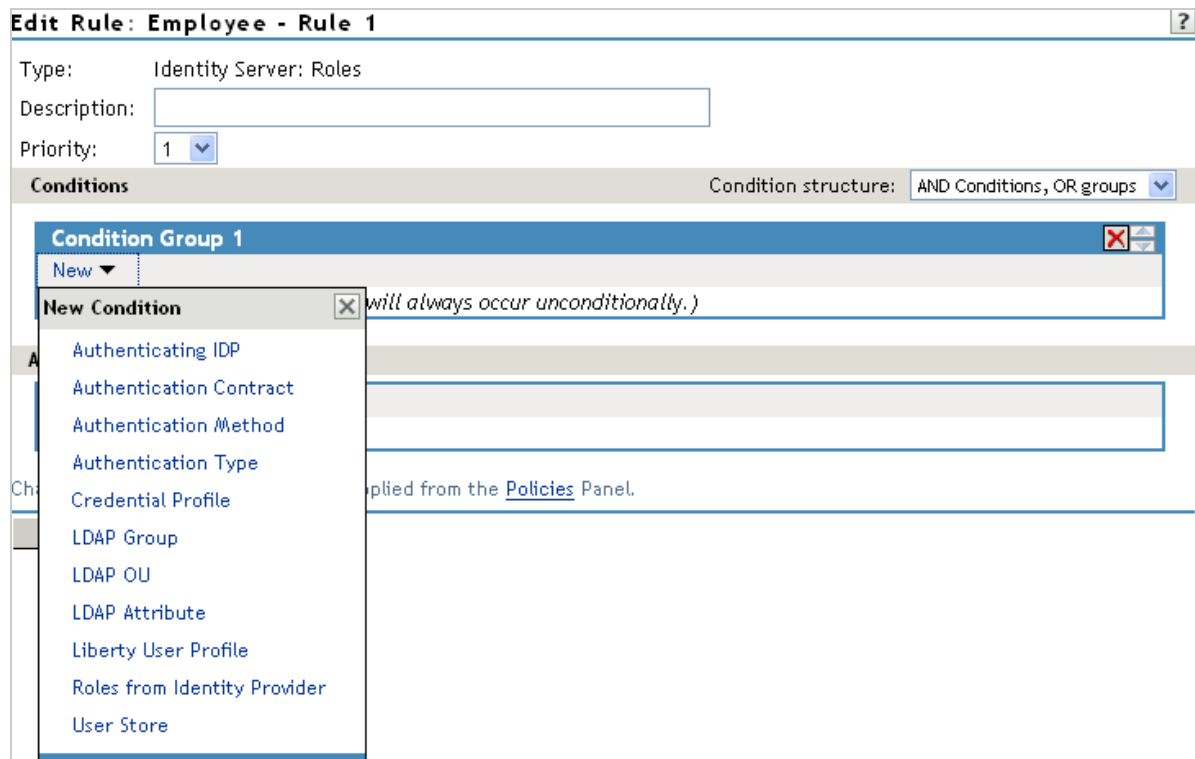 Edit Rule: Employee - Rule 1 ?
Type: Identity Server: Roles
Description:
Priority: 1
Conditions Condition structure: AND Conditions, OR groups
Condition Group 1
New
New Condition will always occur unconditionally.)
Authenticating IDP
A
Authentication Contract
Authentication Method
Authentication Type
Ch plied from the Policies Panel.
Credential Profile
LDAP Group
LDAP OU
LDAP Attribute
Liberty User Profile
Roles from Identity Provider
User Store